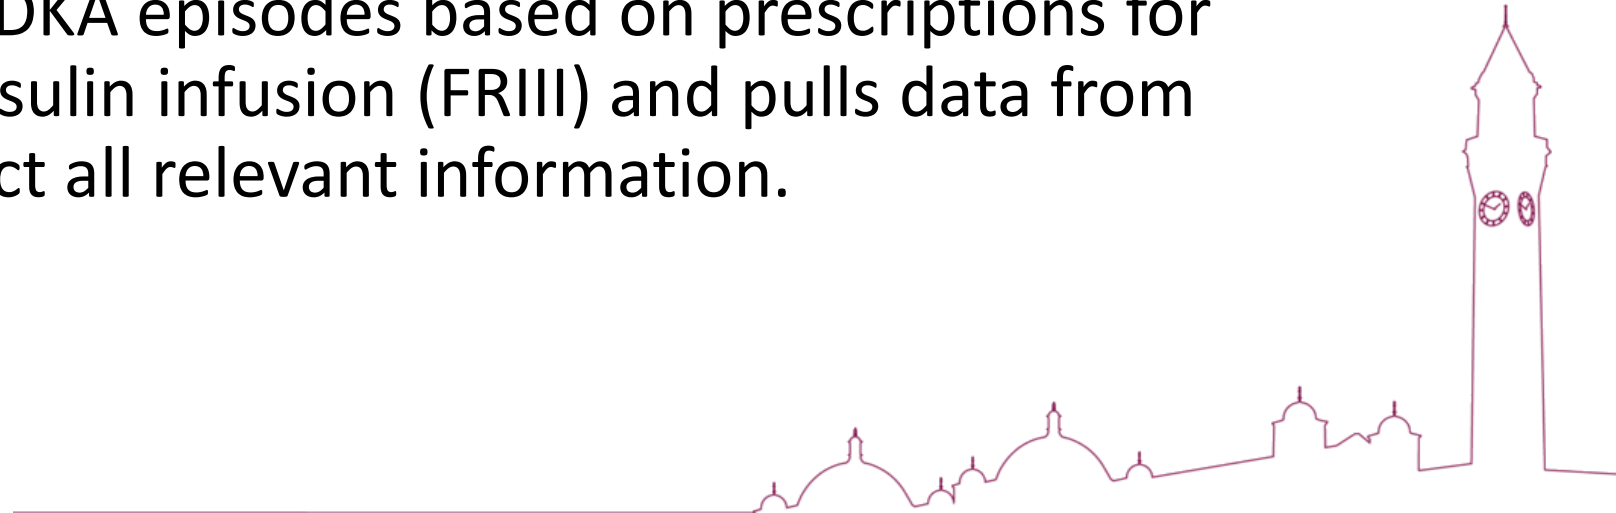 DKA episodes based on prescriptions for
sulin infusion (FRIII) and pulls data from
ct all relevant information.